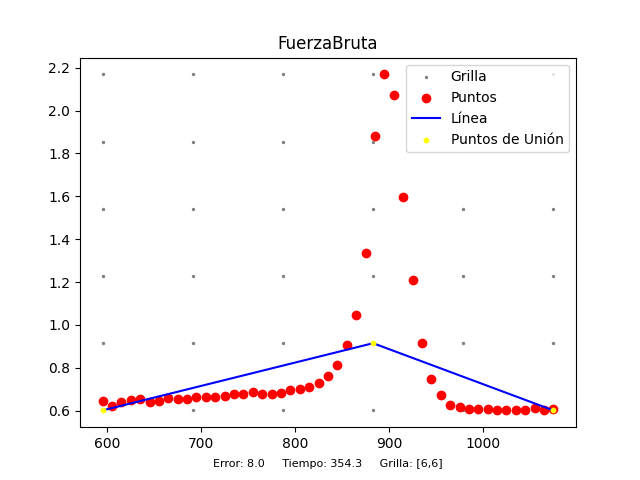 FuerzaBruta
Grilla
Puntos
Línea
Puntos de Unión
2.2
2.0
1.8
1.6
1.4
1.2
1.0
0.8
0.6
600 700 800 900 1000
Error: 8.0 Tiempo: 354.3 Grilla: [6,6]